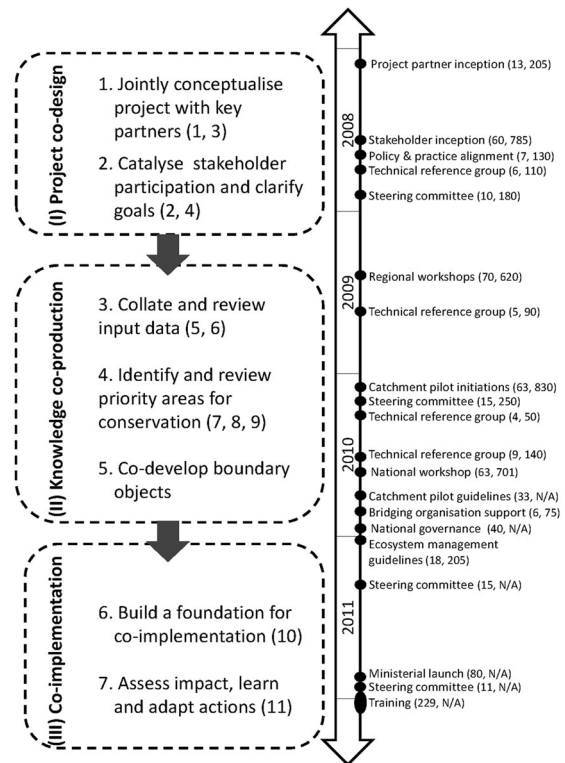 (I) Project co-design
1. Jointly conceptualise
project with key
partners (1, 3)
2. Catalyse stakeholder
participation and clarify
goals (2, 4)
(II) Knowledge co-production
3. Collate and review
input data (5, 6)
4. Identify and review
priority areas for
conservation (7, 8, 9)
5. Co-develop boundary
objects
(III) Co-implementation
6. Build a foundation for
co-implementation (10)
7. Assess impact, learn
and adapt actions (11)
2008
Project partner inception (13, 205)
Stakeholder inception (60, 785)
Policy & practice alignment (7, 130)
Technical reference group (6, 110)
Steering committee (10, 180)
2009
Regional workshops (70, 620)
Technical reference group (5, 90)
2010
Catchment pilot initiations (63, 830)
Steering committee (15, 250)
Technical reference group (4, 50)
Technical reference group (9, 140)
National workshop (63, 701)
Catchment pilot guidelines (33, N/A)
Bridging organisation support (6, 75)
National governance (40, N/A)
2011
Ecosystem management
guidelines (18, 205)
Steering committee (15, N/A)
Ministerial launch (80, N/A)
Steering committee (11, N/A)
Training (229, N/A)